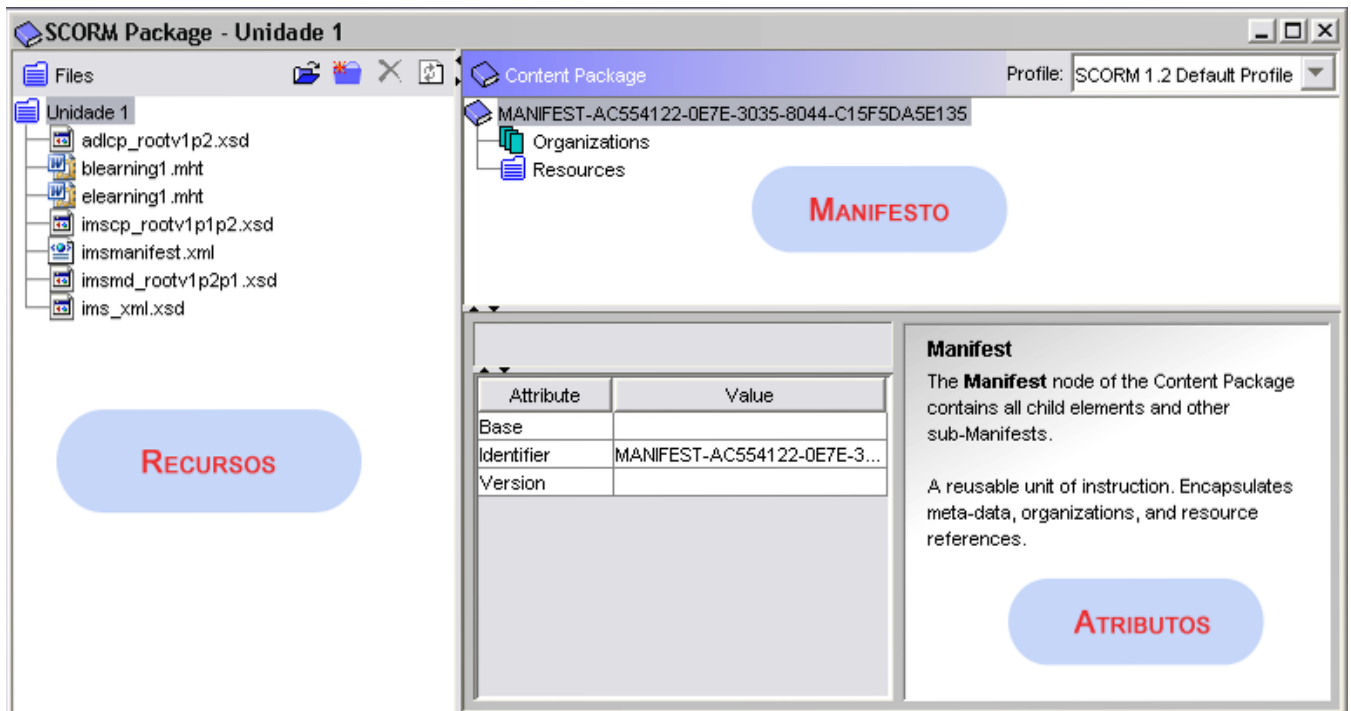 SCORM Package - Unidade 1
Files
Unidade 1
adlcp_rootv1p2.xsd
blearning1.mht
elearning1.mht
imscp_rootv1p1p2.xsd
imsmanifest.xml
imsmd_rootv1p2p1.xsd
ims_xml.xsd
RECURSOS
Content Package
Profile: SCORM 1.2 Default Profile
MANIFEST-AC554122-0E7E-3035-8044-C15F5DA5E135
Organizations
Resources
MANIFESTO
Attribute Value
Base
Identifier MANIFEST-AC554122-0E7E-3...
Version
Manifest
The Manifest node of the Content Package
contains all child elements and other
sub-Manifests.
A reusable unit of instruction. Encapsulates
meta-data, organizations, and resource
references.
ATRIBUTOS